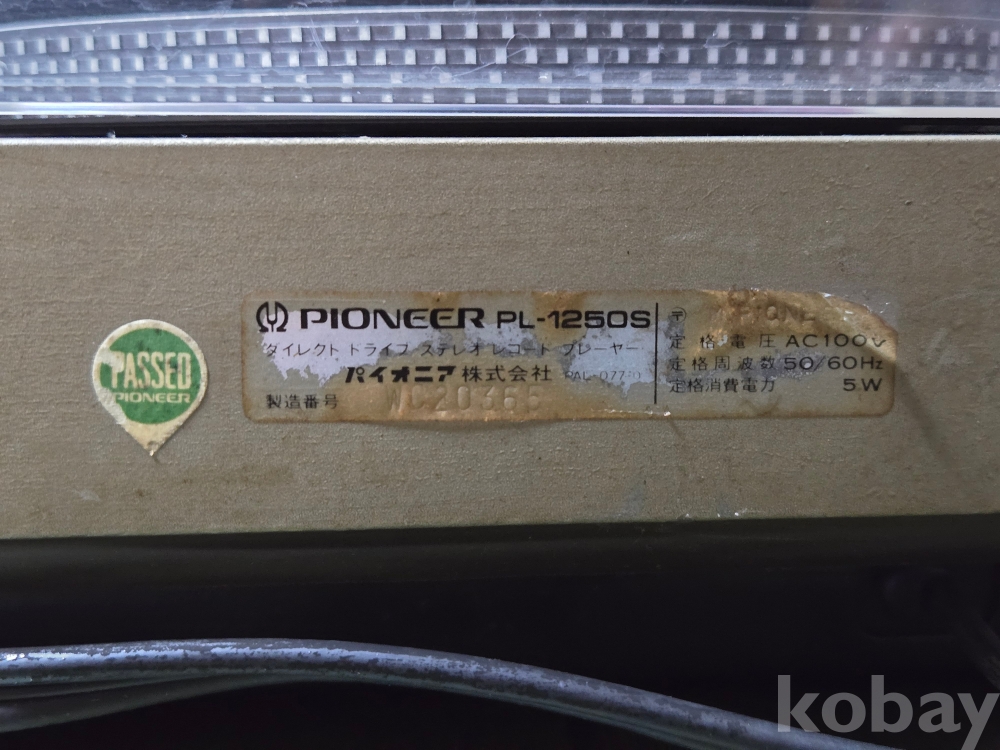 PASSED
PIONEER
PIONEER PL-1250S
ダイレクト ドライブ ステレオ レコード プレーヤー
パイオニア株式会社
製造番号
〒
定格電圧 AC100V
定格周波数 50/60Hz
定格消費電力 5W
kobay